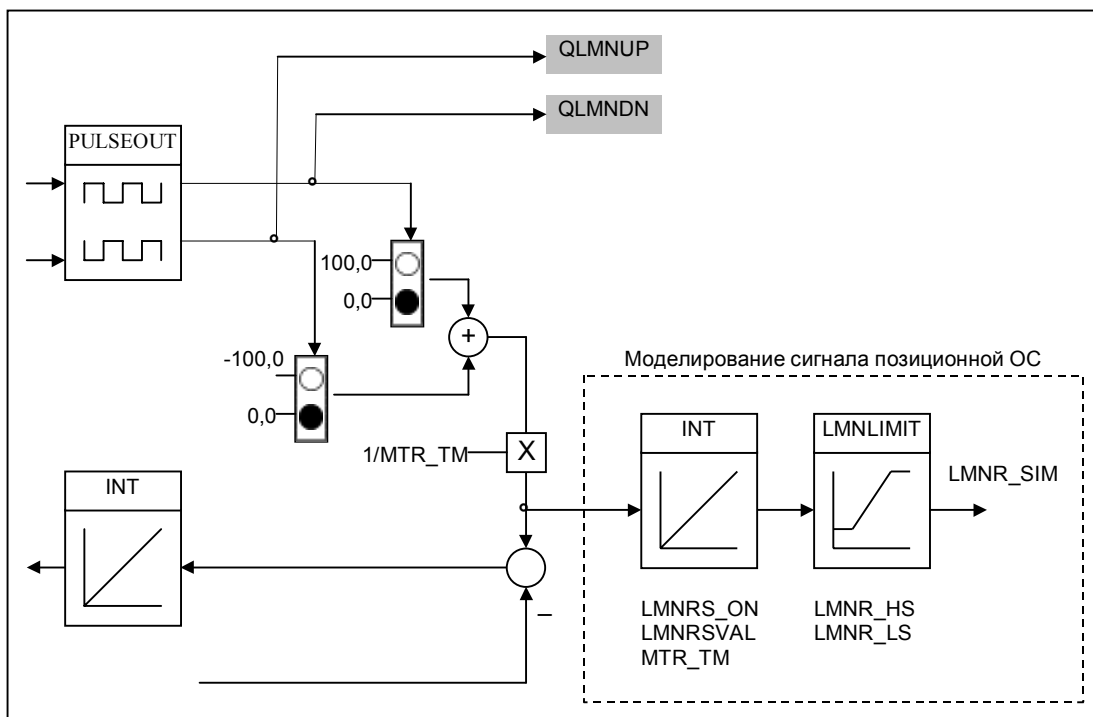 QLMNUP
QLMNDN
PULSEOUT
100,0
0,0
+
-100,0
0,0
Моделирование сигнала позиционной ОС
1/MTR_TM
X
INT
LMNLIMIT
LMNR_SIM
INT
–
LMNRS_ON
LMNRSVAL
MTR_TM
LMNR_HS
LMNR_LS